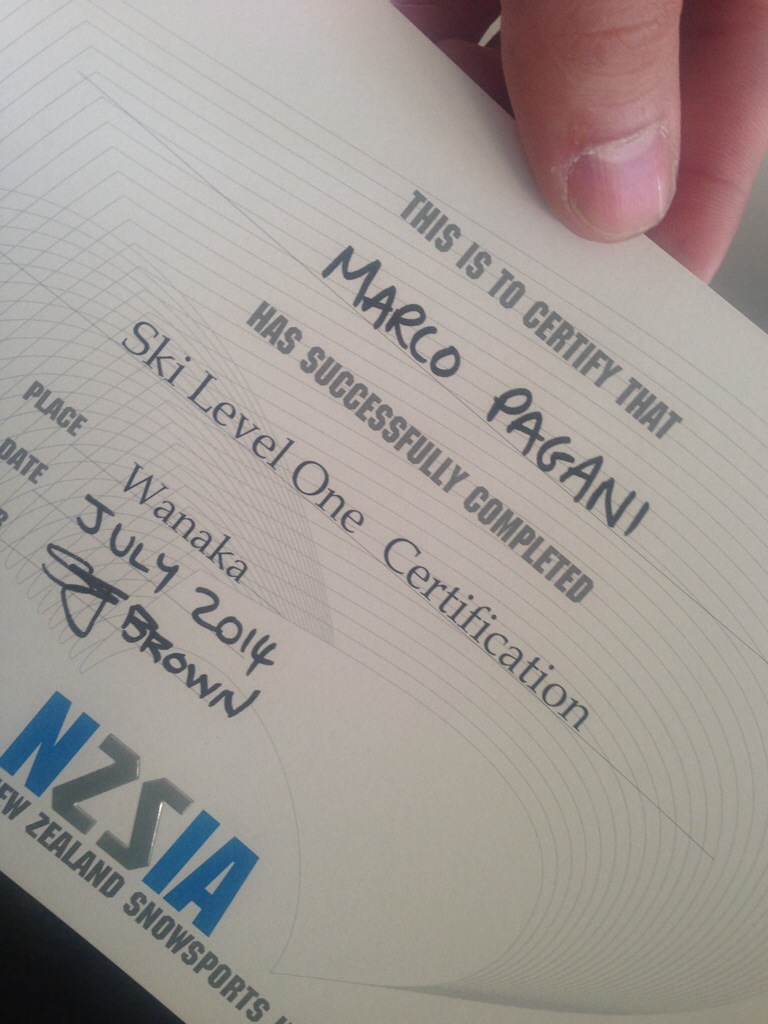 THIS IS TO CERTIFY THAT
MARCO PAGANI
HAS SUCCESSFULLY COMPLETED
Ski Level One Certification
PLACE Wanaka
DATE JULY 2014
BROWN
NZSIA
NEW ZEALAND SNOWSPORTS